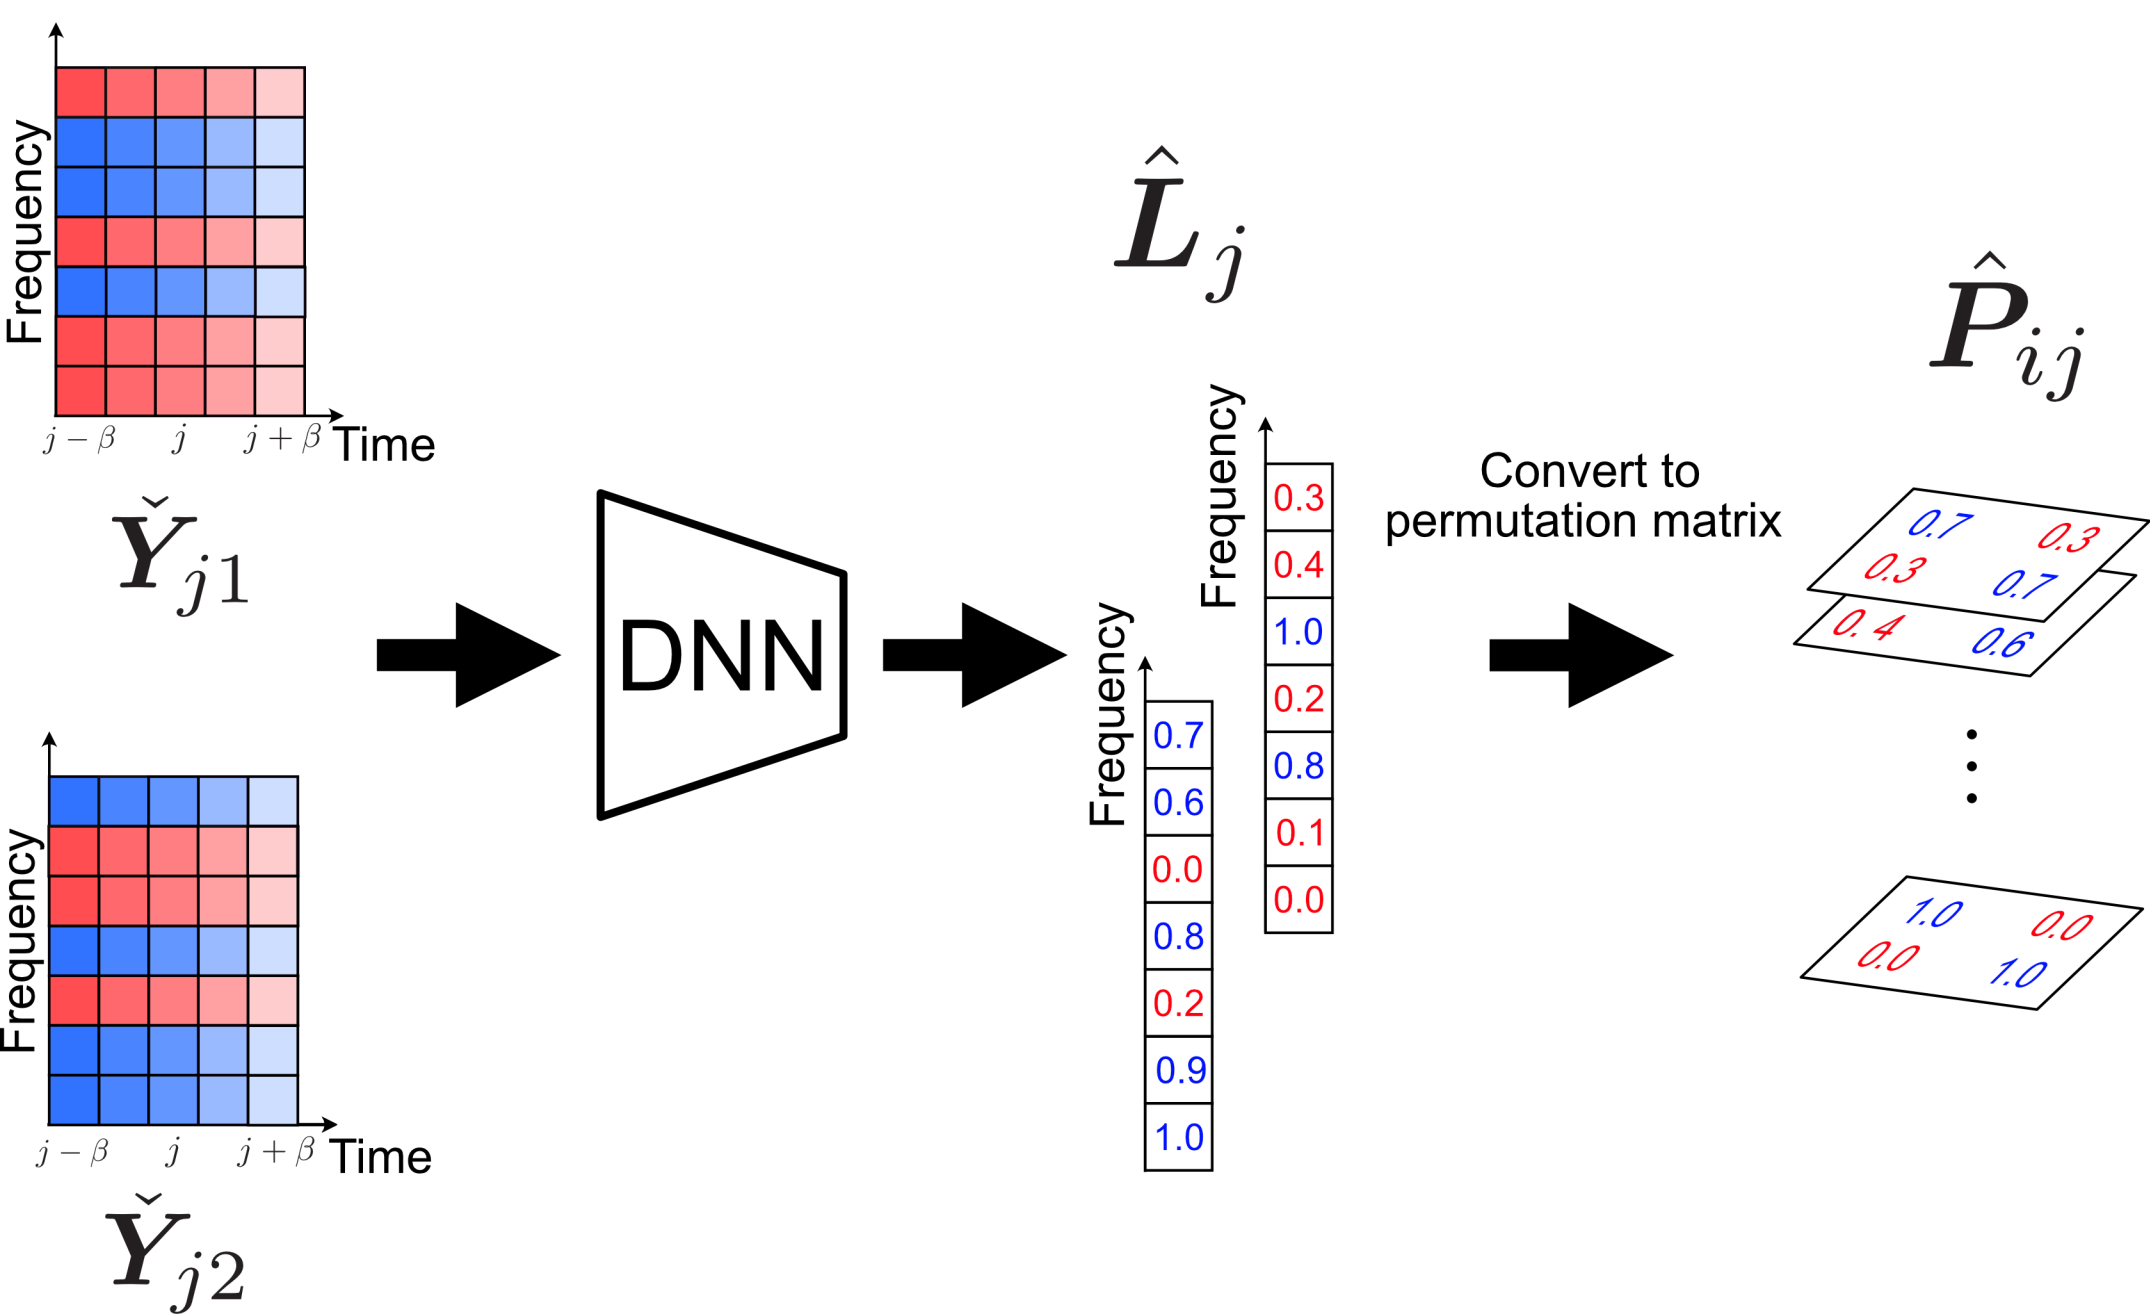 Frequency
j − β
j
j + β
Time
Y̌j1
Frequency
j − β
j
j + β
Time
Y̌j2
DNN
L̂j
Frequency
0.7
0.6
0.0
0.8
0.2
0.9
1.0
Frequency
0.3
0.4
1.0
0.2
0.8
0.1
0.0
Convert to
permutation matrix
P̂ij
0.7 0.3
0.3 0.7
0.4 0.6
⋮
1.0 0.0
0.0 1.0